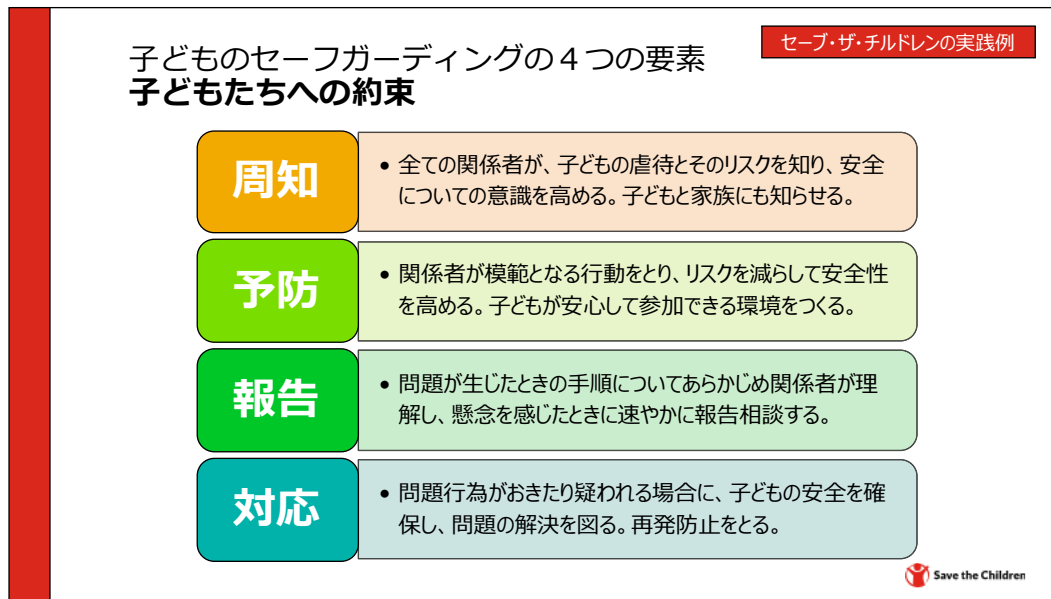 セーブ・ザ・チルドレンの実践例
子どものセーフガーディングの４つの要素
子どもたちへの約束
周知
• 全ての関係者が、子どもの虐待とそのリスクを知り、安全
についての意識を高める。子どもと家族にも知らせる。
予防
• 関係者が模範となる行動をとり、リスクを減らして安全性
を高める。子どもが安心して参加できる環境をつくる。
報告
• 問題が生じたときの手順についてあらかじめ関係者が理
解し、懸念を感じたときに速やかに報告相談する。
対応
• 問題行為がおきたり疑われる場合に、子どもの安全を確
保し、問題の解決を図る。再発防止をとる。
Save the Children